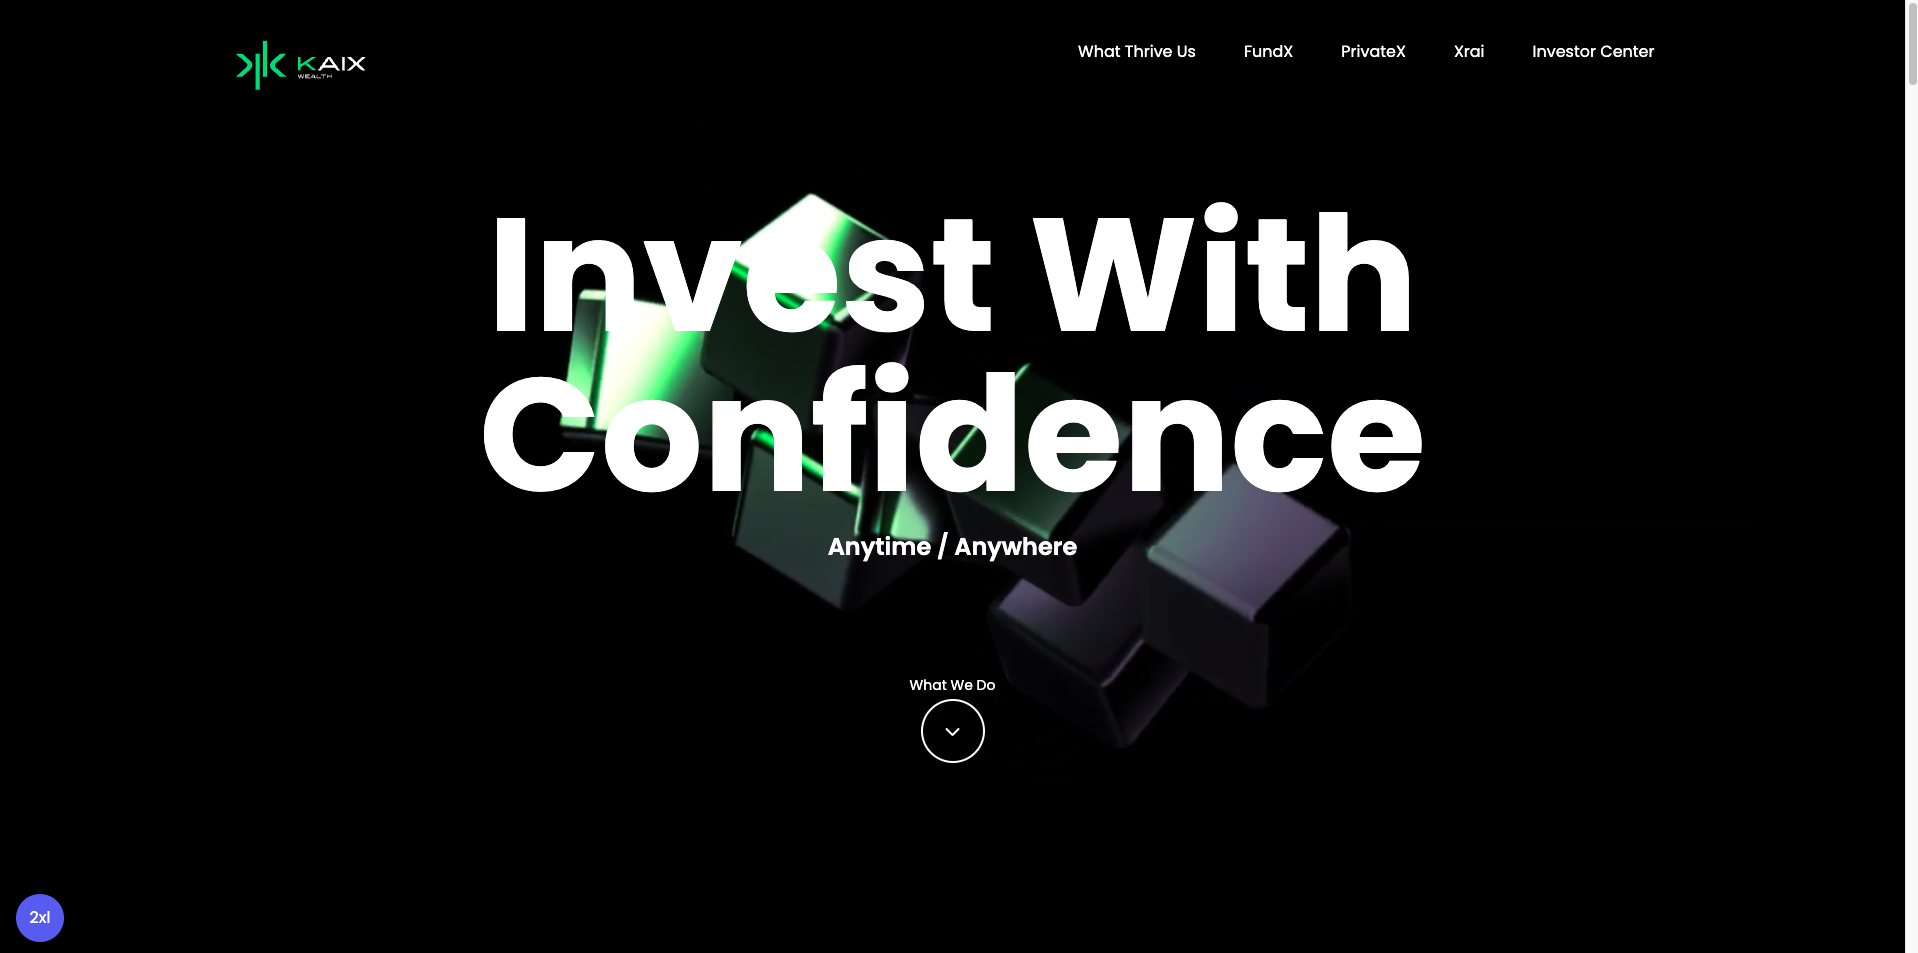 KAIX
WEALTH
What Thrive Us
FundX
PrivateX
Xrai
Investor Center
Invest With
Confidence
Anytime / Anywhere
What We Do
2xl